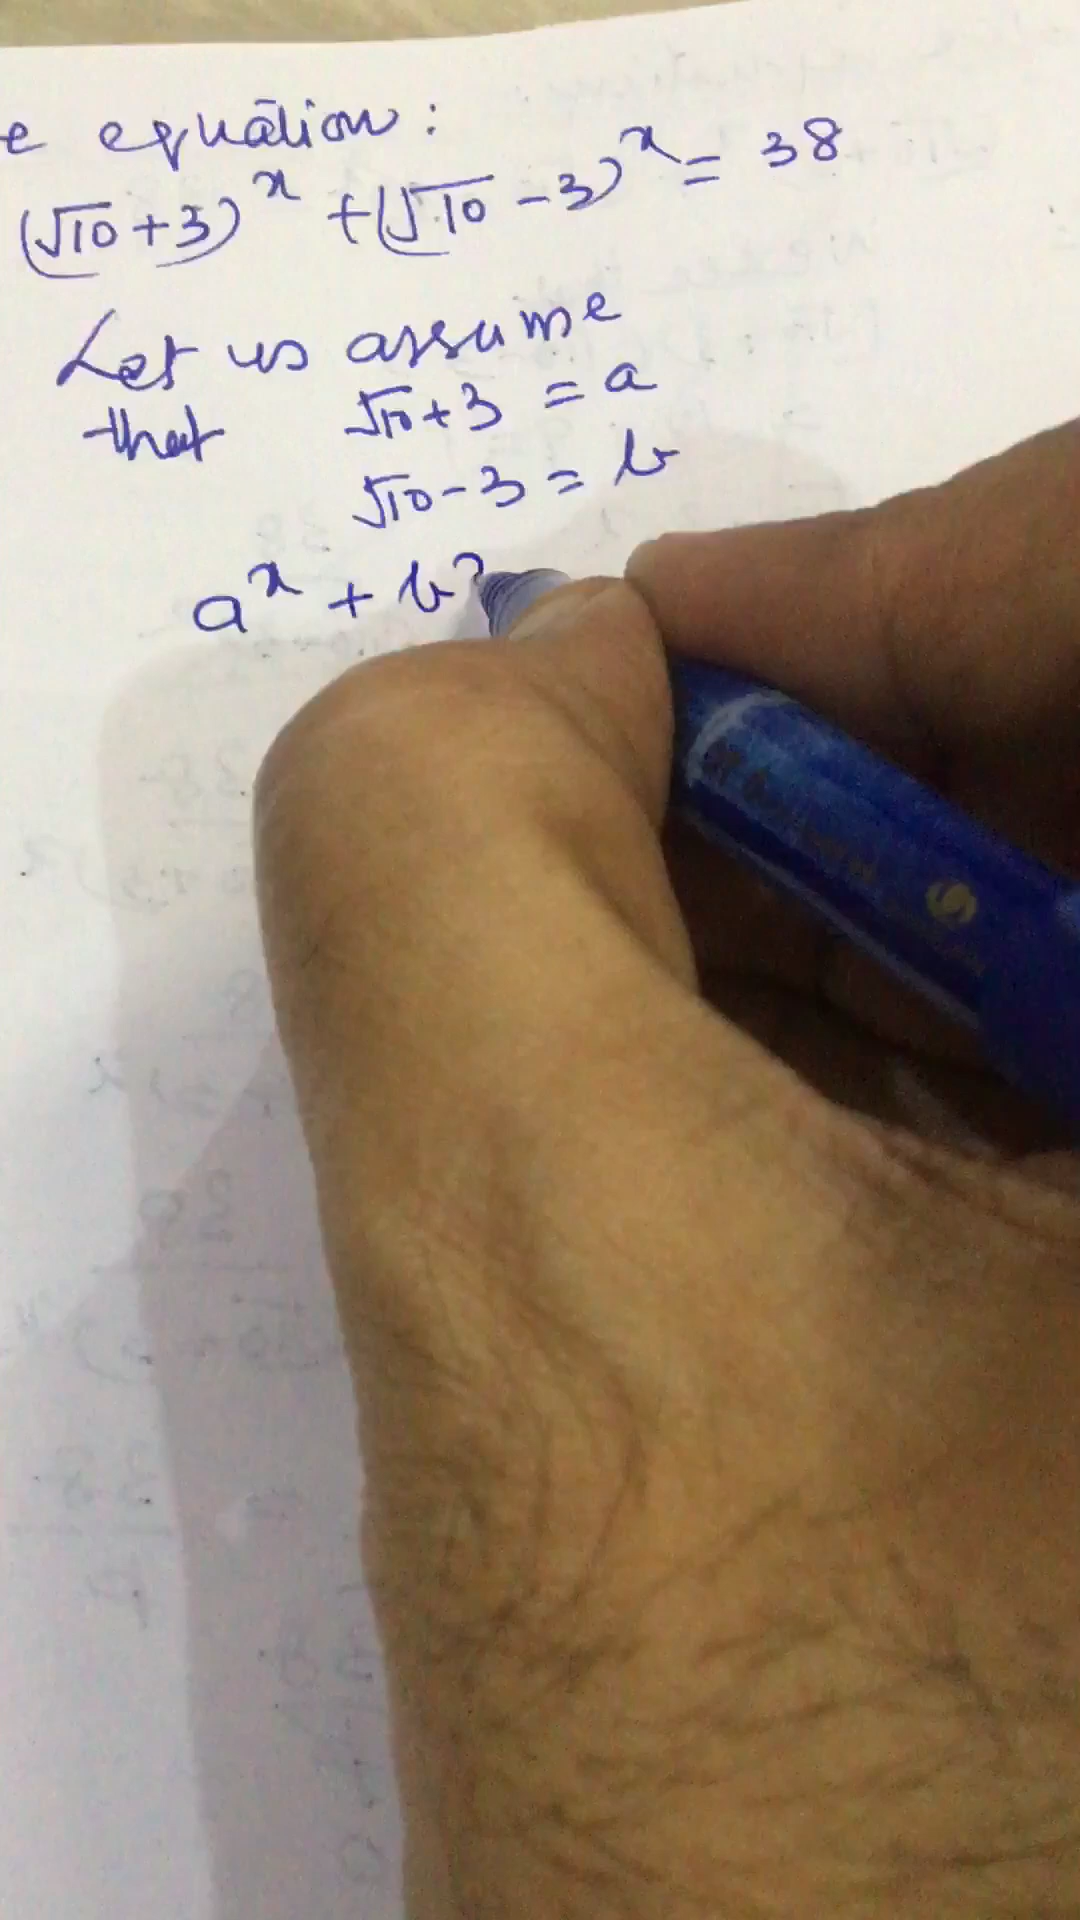 e equation:
(√10+3)^x + (√10-3)^x = 38
Let us assume
that √10+3 = a
√10-3 = b
a^x + b